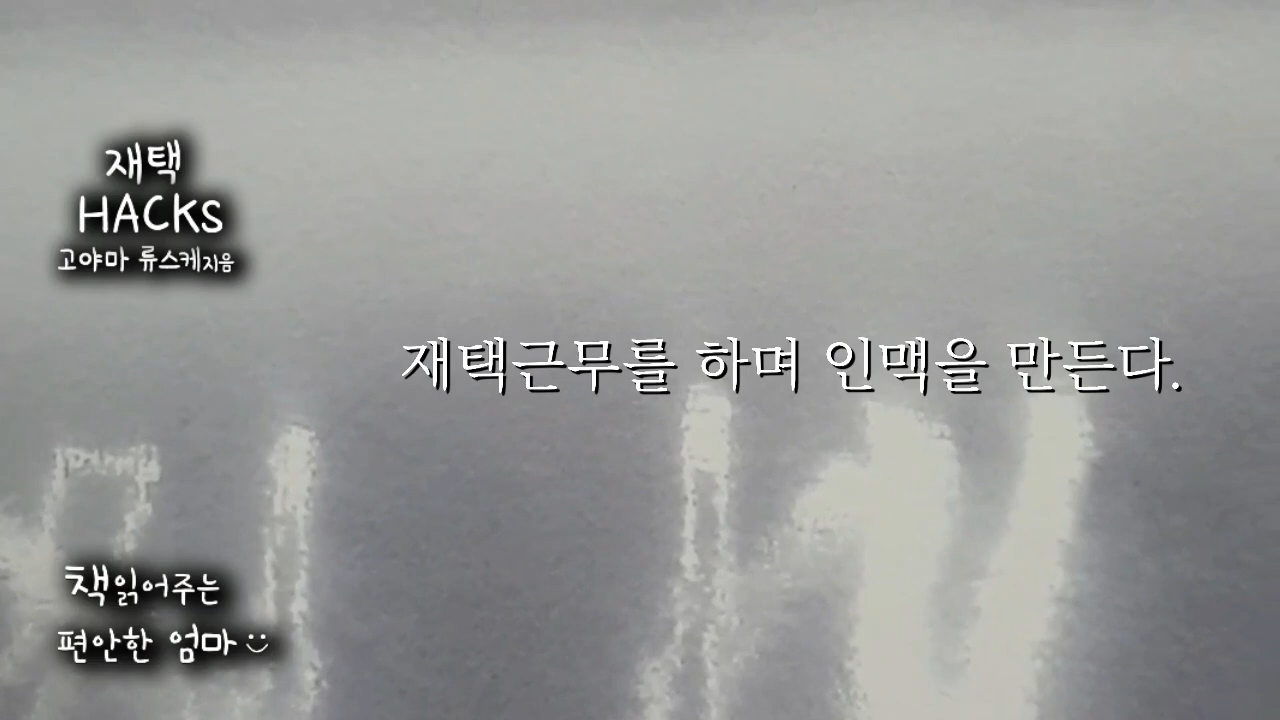 재택
HACKS
고야마 류스케지음
재택근무를 하며 인맥을 만든다.
책읽어주는
편안한 엄마